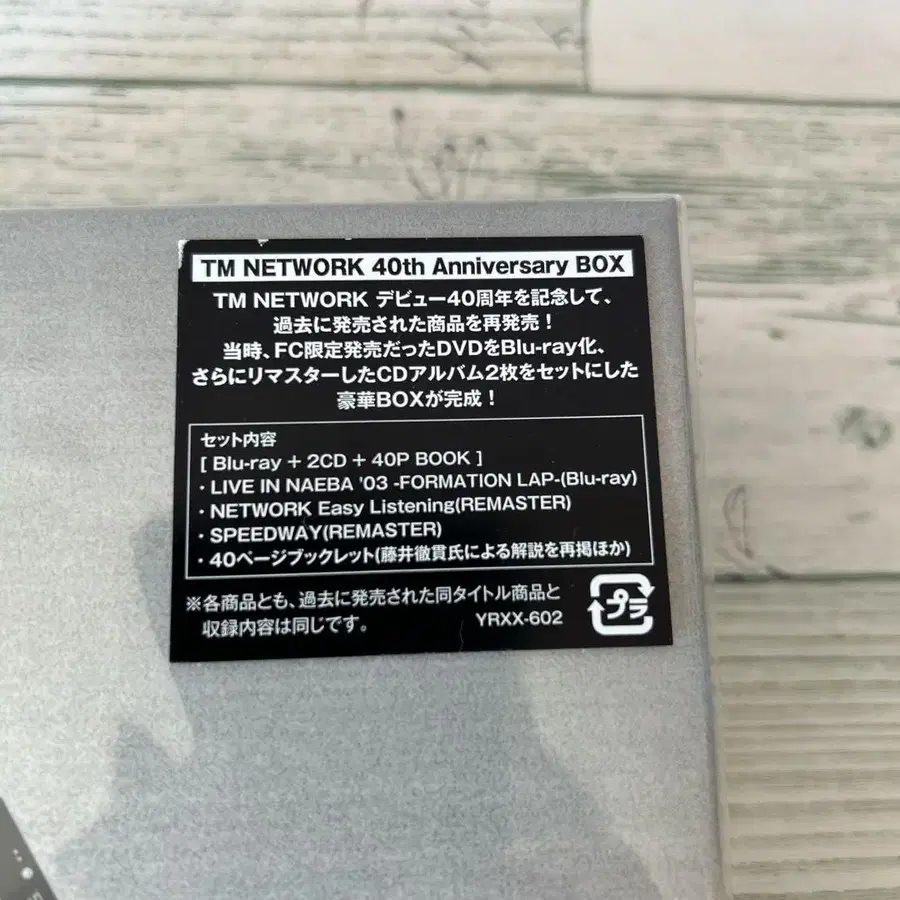 TM NETWORK 40th Anniversary BOX
TM NETWORK デビュー40周年を記念して、
過去に発売された商品を再発売！
当時、FC限定発売だったDVDをBlu-ray化、
さらにリマスターしたCDアルバム2枚をセットにした
豪華BOXが完成！
セット内容
[ Blu-ray + 2CD + 40P BOOK ]
・LIVE IN NAEBA '03 -FORMATION LAP-(Blu-ray)
・NETWORK Easy Listening(REMASTER)
・SPEEDWAY(REMASTER)
・40ページブックレット(藤井徹貫氏による解説を再掲ほか)
※各商品とも、過去に発売された同タイトル商品と
収録内容は同じです。
YRXX-602
プラ